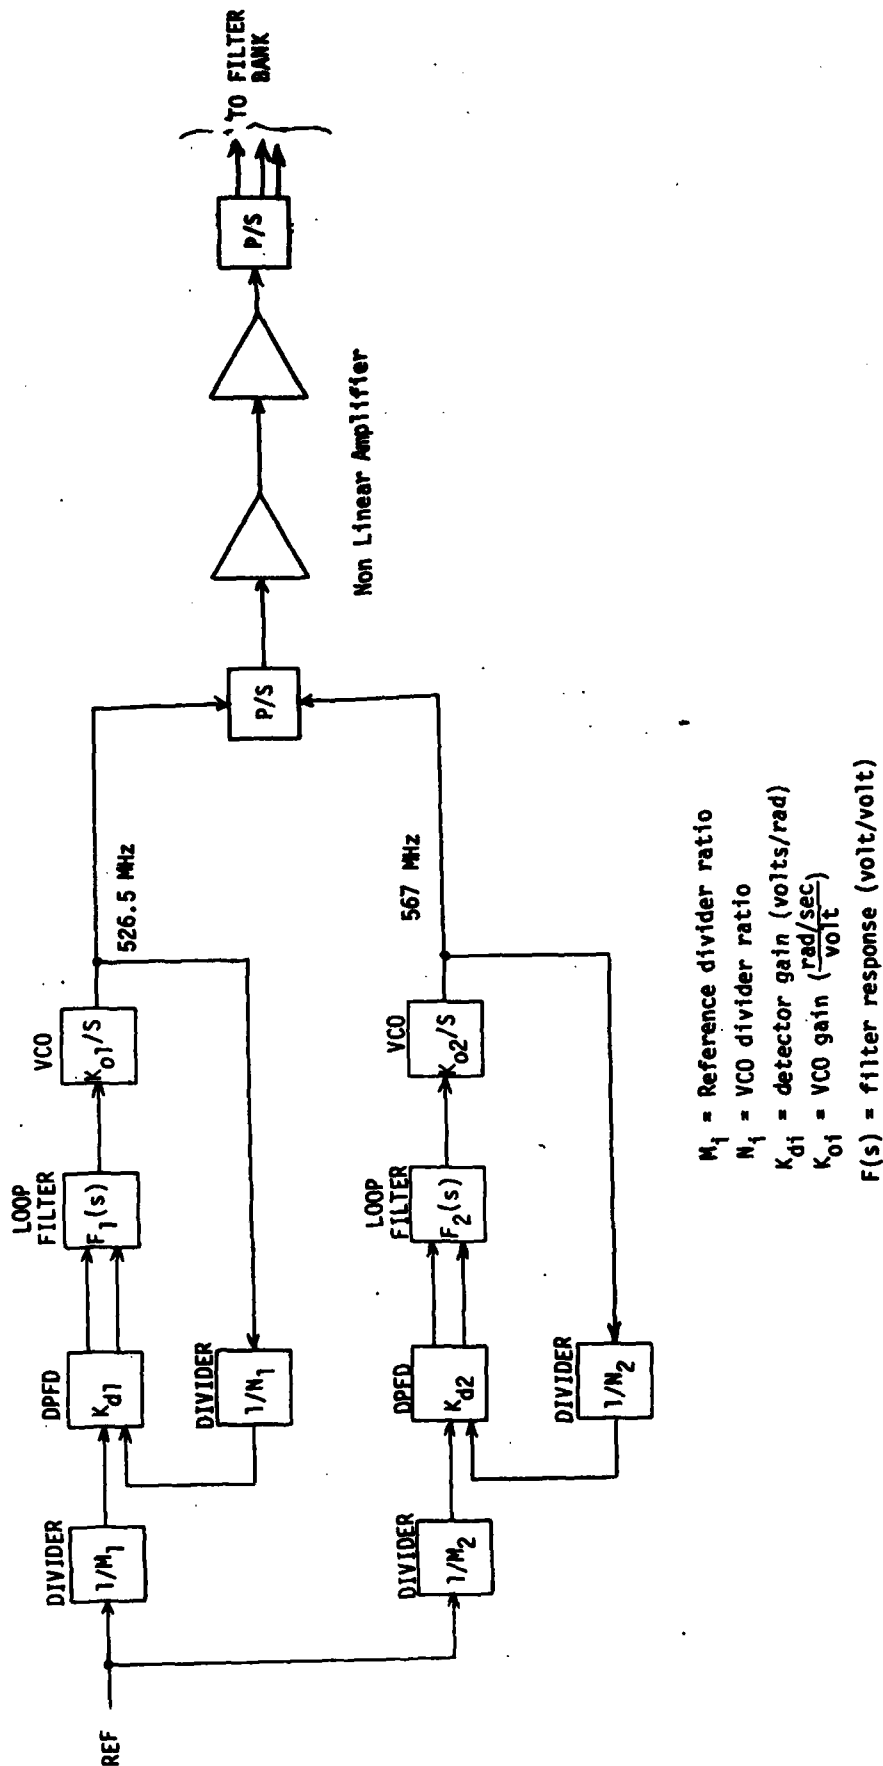 REF
DIVIDER
1/M1
DPFD
Kd1
LOOP
FILTER
F1(s)
VCO
Ko1/S
526.5 MHz
DIVIDER
1/N1
DIVIDER
1/M2
DPFD
Kd2
LOOP
FILTER
F2(s)
VCO
Ko2/S
567 MHz
DIVIDER
1/N2
P/S
Non Linear Amplifier
P/S
TO FILTER
BANK
Mi = Reference divider ratio
Ni = VCO divider ratio
Kdi = detector gain (volts/rad)
Koi = VCO gain (rad/sec/volt)
F(s) = filter response (volt/volt)